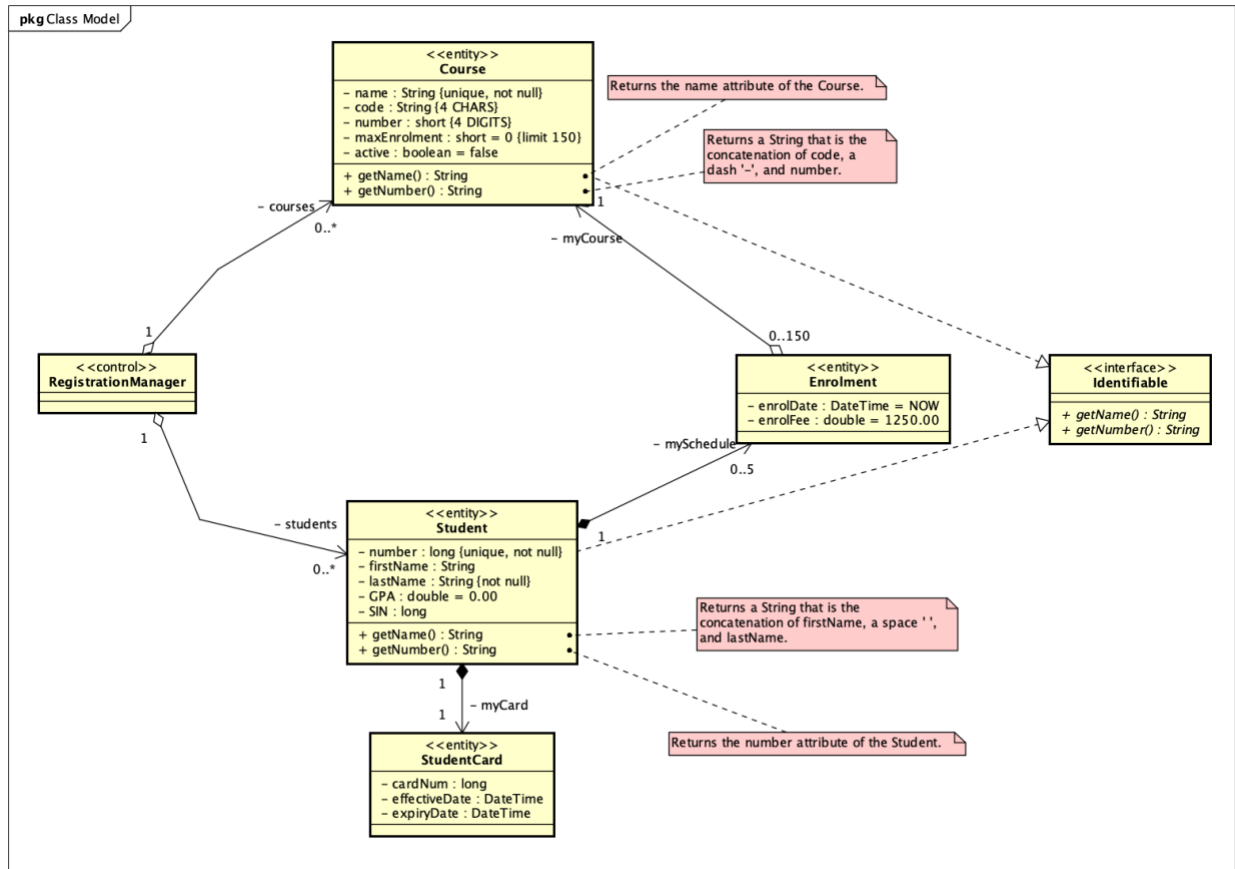 pkg Class Model
<<entity>>
Course
- name : String {unique, not null}
- code : String {4 CHARS}
- number : short {4 DIGITS}
- maxEnrolment : short = 0 {limit 150}
- active : boolean = false
+ getName() : String
+ getNumber() : String
Returns the name attribute of the Course.
Returns a String that is the
concatenation of code, a
dash '-', and number.
- courses
0..*
1
- myCourse
1
0..150
<<control>>
RegistrationManager
1
<<entity>>
Enrolment
- enrolDate : DateTime = NOW
- enrolFee : double = 1250.00
<<interface>>
Identifiable
+ getName() : String
+ getNumber() : String
- mySchedule
0..5
1
- students
0..*
<<entity>>
Student
- number : long {unique, not null}
- firstName : String
- lastName : String {not null}
- GPA : double = 0.00
- SIN : long
+ getName() : String
+ getNumber() : String
Returns a String that is the
concatenation of firstName, a space ' ',
and lastName.
Returns the number attribute of the Student.
1
- myCard
1
<<entity>>
StudentCard
- cardNum : long
- effectiveDate : DateTime
- expiryDate : DateTime